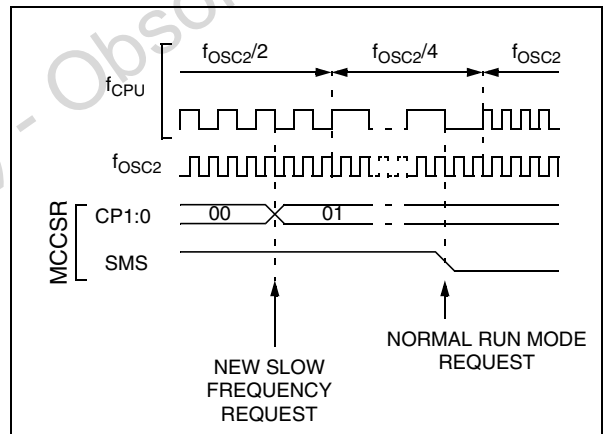 fOSC2/2 fOSC2/4 fOSC2
fCPU
fOSC2
MCCSR
CP1:0 00 01
SMS
NEW SLOW
FREQUENCY
REQUEST
NORMAL RUN MODE
REQUEST
- Obso